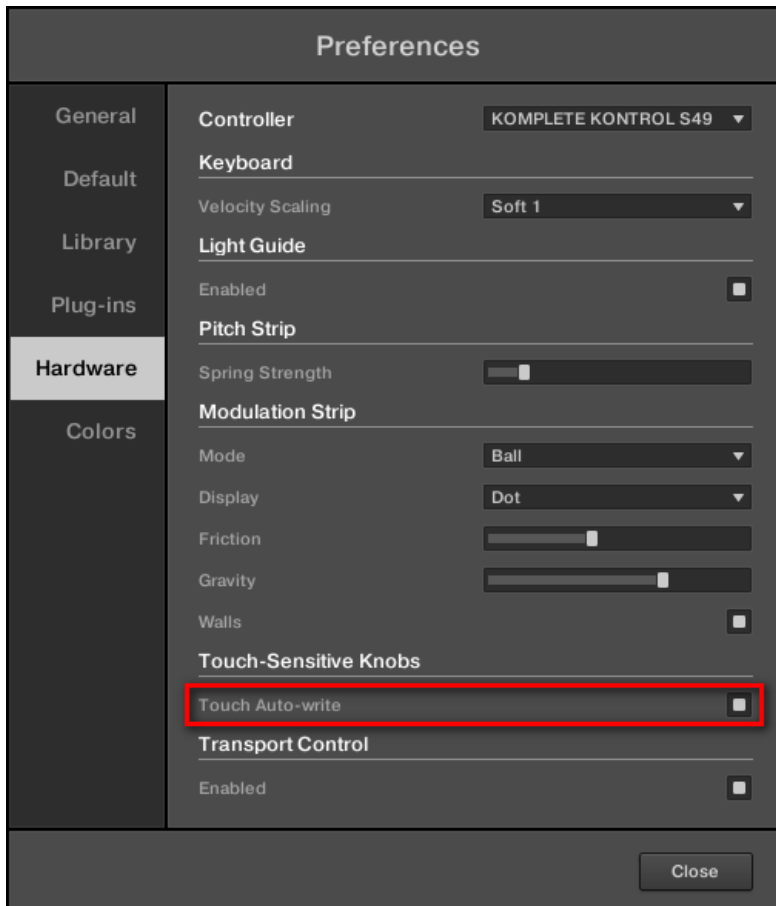 Preferences
General
Default
Library
Plug-ins
Hardware
Colors
Controller KOMPLETE KONTROL S49
Keyboard
Velocity Scaling Soft 1
Light Guide
Enabled
Pitch Strip
Spring Strength
Modulation Strip
Mode Ball
Display Dot
Friction
Gravity
Walls
Touch-Sensitive Knobs
Touch Auto-write
Transport Control
Enabled
Close